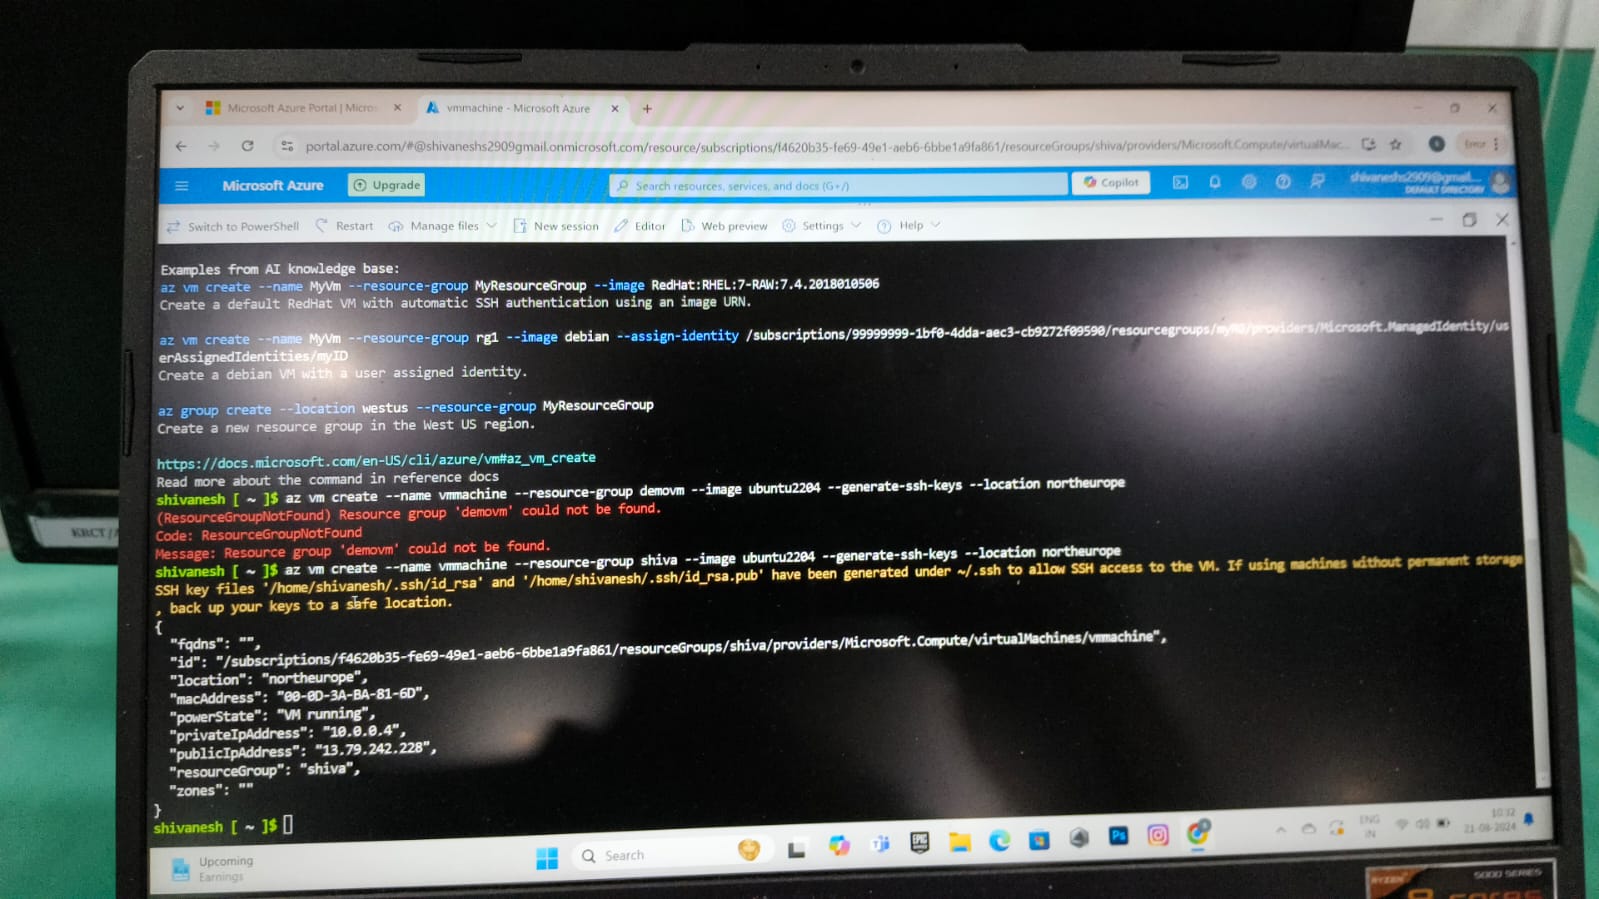 Microsoft Azure Portal | Micros
vmmachine - Microsoft Azure
portal.azure.com/#@shivaneshs2909gmail.onmicrosoft.com/resource/subscriptions/f4620b35-fe69-49e1-aeb6-6bbe1a9fa861/resourceGroups/shiva/providers/Microsoft.Compute/virtualMac...
Error
Microsoft Azure
Upgrade
Search resources, services, and docs (G+/)
Copilot
shivaneshs2909@gmail....
DEFAULT DIRECTORY
Switch to PowerShell
Restart
Manage files
New session
Editor
Web preview
Settings
Help
Examples from AI knowledge base:
az vm create --name MyVm --resource-group MyResourceGroup --image RedHat:RHEL:7-RAW:7.4.2018010506
Create a default RedHat VM with automatic SSH authentication using an image URN.
az vm create --name MyVm --resource-group rg1 --image debian --assign-identity /subscriptions/99999999-1bf0-4dda-aec3-cb9272f09590/resourcegroups/myRG/providers/Microsoft.ManagedIdentity/us
erAssignedIdentities/myID
Create a debian VM with a user assigned identity.
az group create --location westus --resource-group MyResourceGroup
Create a new resource group in the West US region.
https://docs.microsoft.com/en-US/cli/azure/vm#az_vm_create
Read more about the command in reference docs
shivanesh [ ~ ]$ az vm create --name vmmachine --resource-group demovm --image ubuntu2204 --generate-ssh-keys --location northeurope
(ResourceGroupNotFound) Resource group 'demovm' could not be found.
Code: ResourceGroupNotFound
Message: Resource group 'demovm' could not be found.
shivanesh [ ~ ]$ az vm create --name vmmachine --resource-group shiva --image ubuntu2204 --generate-ssh-keys --location northeurope
SSH key files '/home/shivanesh/.ssh/id_rsa' and '/home/shivanesh/.ssh/id_rsa.pub' have been generated under ~/.ssh to allow SSH access to the VM. If using machines without permanent storage
, back up your keys to a safe location.
{
"fqdns": "",
"id": "/subscriptions/f4620b35-fe69-49e1-aeb6-6bbe1a9fa861/resourceGroups/shiva/providers/Microsoft.Compute/virtualMachines/vmmachine",
"location": "northeurope",
"macAddress": "00-0D-3A-BA-81-6D",
"powerState": "VM running",
"privateIpAddress": "10.0.0.4",
"publicIpAddress": "13.79.242.228",
"resourceGroup": "shiva",
"zones": ""
}
shivanesh [ ~ ]$
Upcoming
Earnings
Search
EPIC
Ps
ENG
IN
10:32
21-08-2024
RYZEN
5000 SERIES